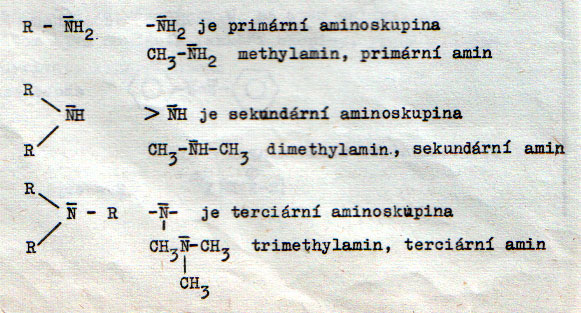 R - N̄H₂ -N̄H₂ je primární aminoskupina
CH₃-N̄H₂ methylamin, primární amin
R
N̄H > N̄H je sekundární aminoskupina
R CH₃-N̄H-CH₃ dimethylamin, sekundární amin
R
N̄ - R -N̄- je terciární aminoskupina
R CH₃N̄-CH₃ trimethylamin, terciární amin
CH₃